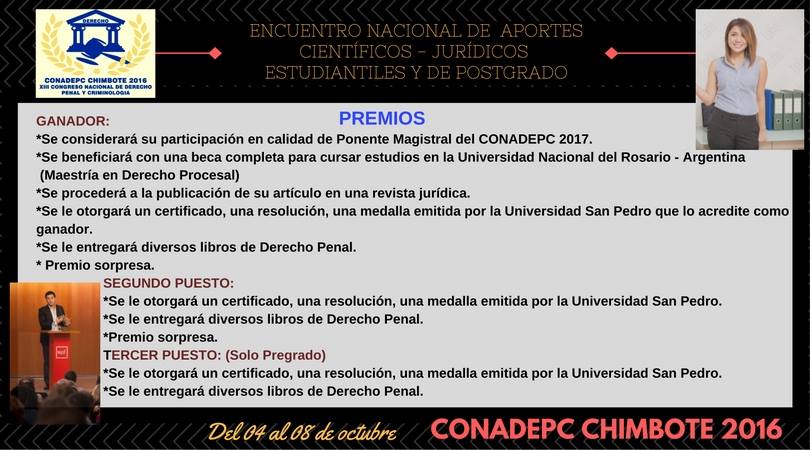 DERECHO
CONADEPC CHIMBOTE 2016
XIII CONGRESO NACIONAL DE DERECHO
PENAL Y CRIMINOLOGIA
ENCUENTRO NACIONAL DE APORTES
CIENTÍFICOS - JURÍDICOS
ESTUDIANTILES Y DE POSTGRADO
PREMIOS
GANADOR:
*Se considerará su participación en calidad de Ponente Magistral del CONADEPC 2017.
*Se beneficiará con una beca completa para cursar estudios en la Universidad Nacional del Rosario - Argentina
(Maestría en Derecho Procesal)
*Se procederá a la publicación de su artículo en una revista jurídica.
*Se le otorgará un certificado, una resolución, una medalla emitida por la Universidad San Pedro que lo acredite como
ganador.
*Se le entregará diversos libros de Derecho Penal.
* Premio sorpresa.
SEGUNDO PUESTO:
*Se le otorgará un certificado, una resolución, una medalla emitida por la Universidad San Pedro.
*Se le entregará diversos libros de Derecho Penal.
*Premio sorpresa.
TERCER PUESTO: (Solo Pregrado)
*Se le otorgará un certificado, una resolución, una medalla emitida por la Universidad San Pedro.
*Se le entregará diversos libros de Derecho Penal.
Del 04 al 08 de octubre
CONADEPC CHIMBOTE 2016